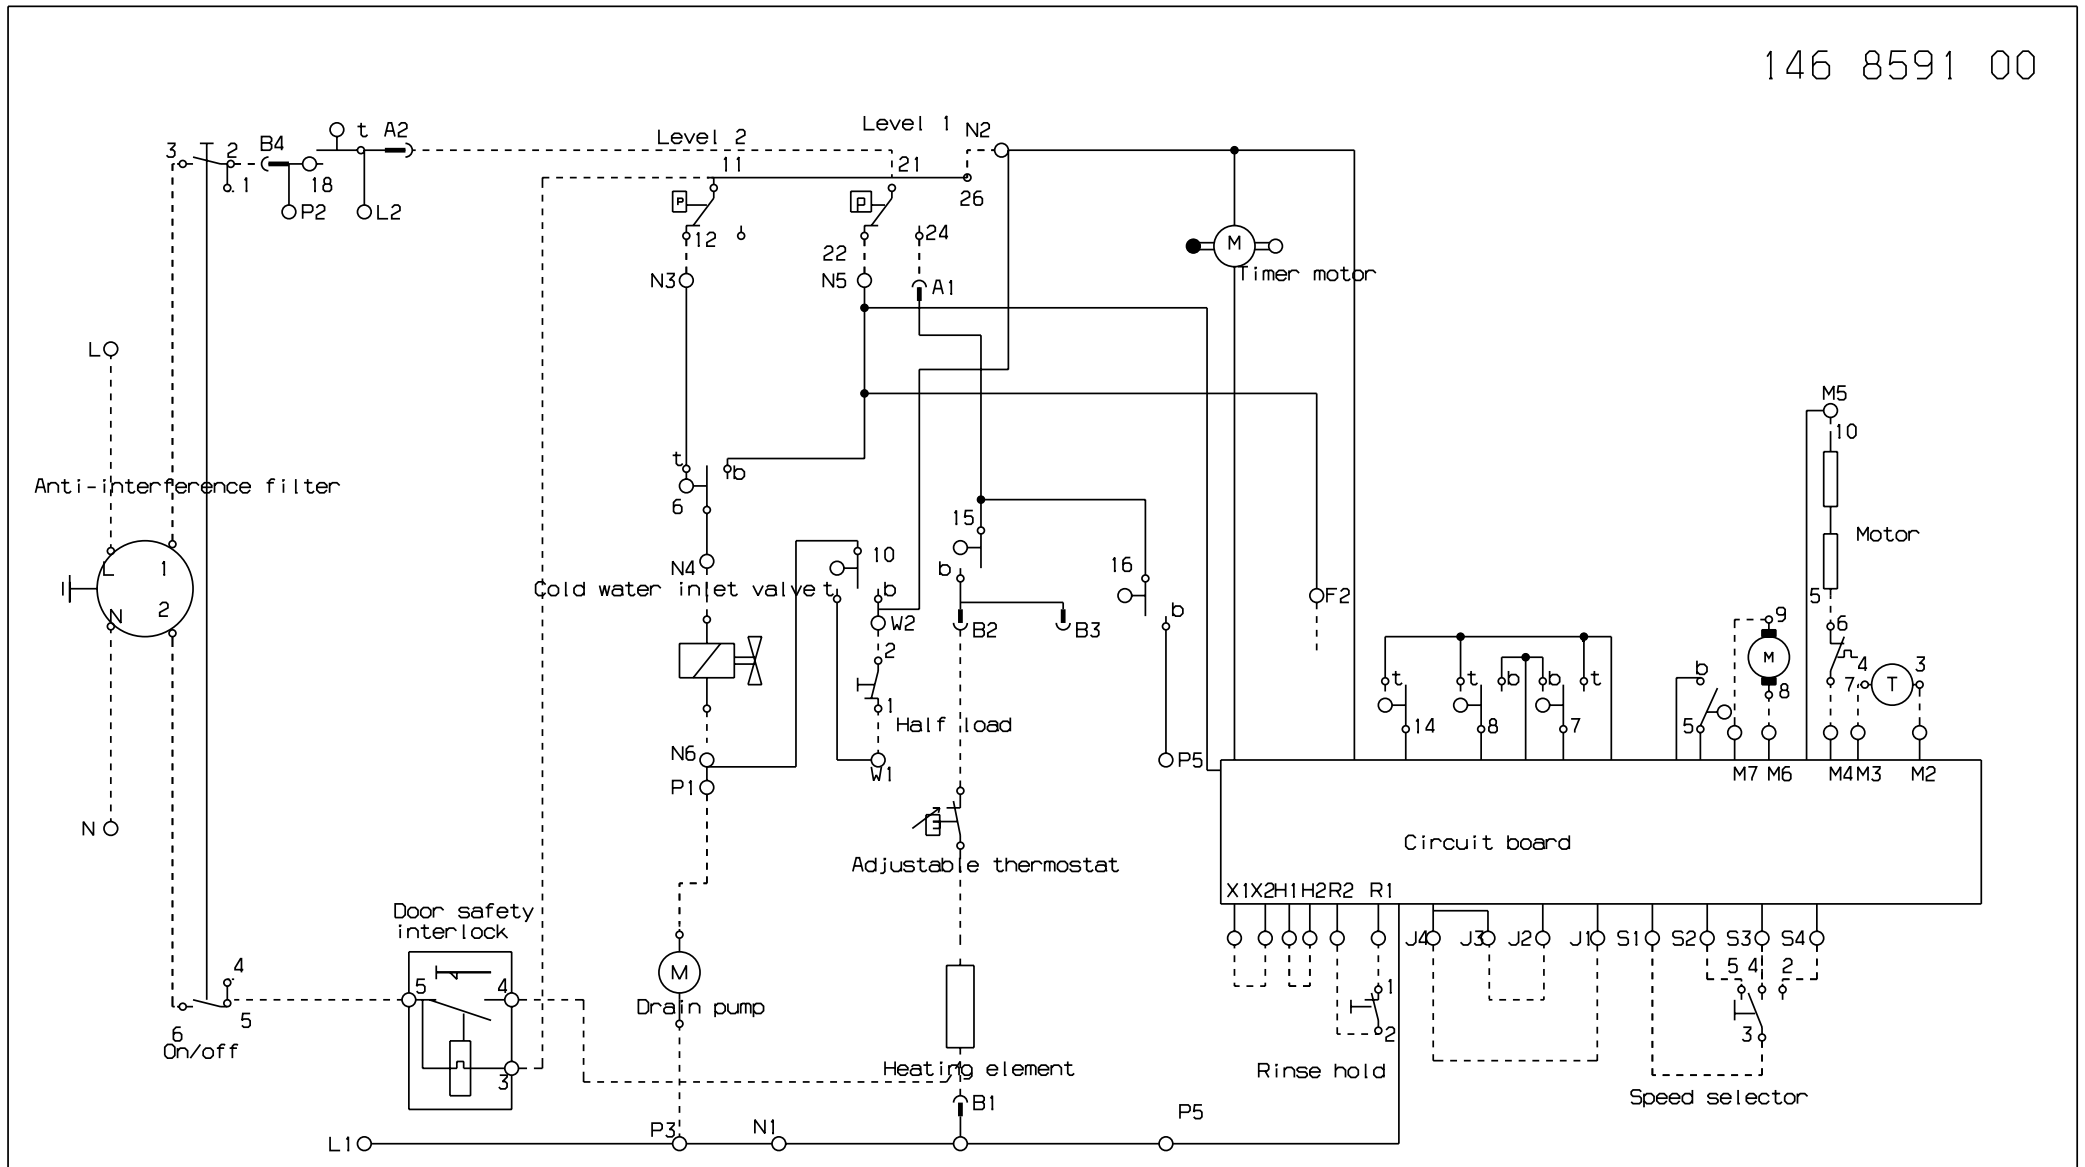 146 8591 00
Level 1 N2
t A2
Level 2
3 2 B4
11 21
.1 18
26
P2 L2
12 24
22
N3 N5 A1
Timer motor
L
M
P P
M5
10
t b
Anti-interference filter
6
15
Motor
10
16
N4 b
L 1
Cold water inlet valve t b
F2 5
N 2
W2 B2 B3
b 9 6
2
M
b 4 3
t t b b t
8 7 T
1
Half load
14 8 7 5
N6
W1
P5
M7 M6 M4 M3 M2
P1
N
Circuit board
Adjustable thermostat
X1 X2 H1 H2 R2 R1
Door safety
interlock
J4 J3 J2 J1 S1 S2 S3 S4
.4
5 4
M
5 4 2
1
Drain pump
5
6
2 3
On/off
3
Heating element
Rinse hold
Speed selector
B1
P5
P3 N1
L1